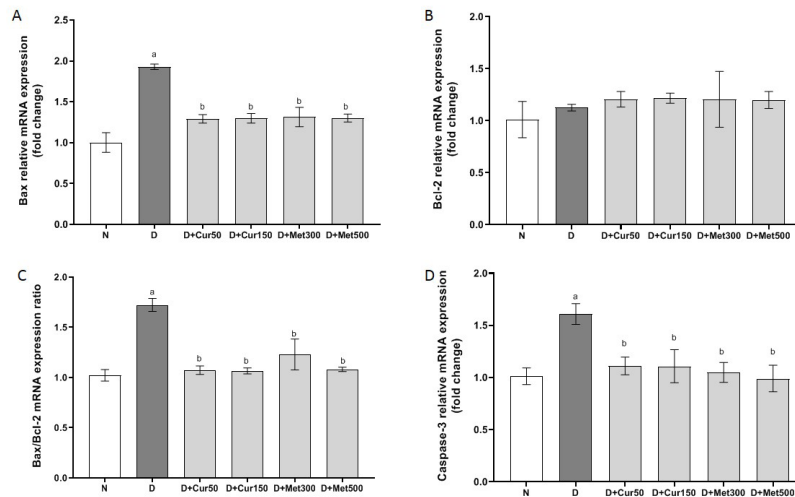 A
Bax relative mRNA expression
(fold change)
2.5
2.0
1.5
1.0
0.5
0.0
a
b
b
b
b
N
D
D+Cur50
D+Cur150
D+Met300
D+Met500
B
Bcl-2 relative mRNA expression
(fold change)
2.0
1.5
1.0
0.5
0.0
N
D
D+Cur50
D+Cur150
D+Met300
D+Met500
C
Bax/Bcl-2 mRNA expression ratio
2.0
1.5
1.0
0.5
0.0
a
b
b
b
b
N
D
D+Cur50
D+Cur150
D+Met300
D+Met500
D
Caspase-3 relative mRNA expression
(fold change)
2.0
1.5
1.0
0.5
0.0
a
b
b
b
b
N
D
D+Cur50
D+Cur150
D+Met300
D+Met500